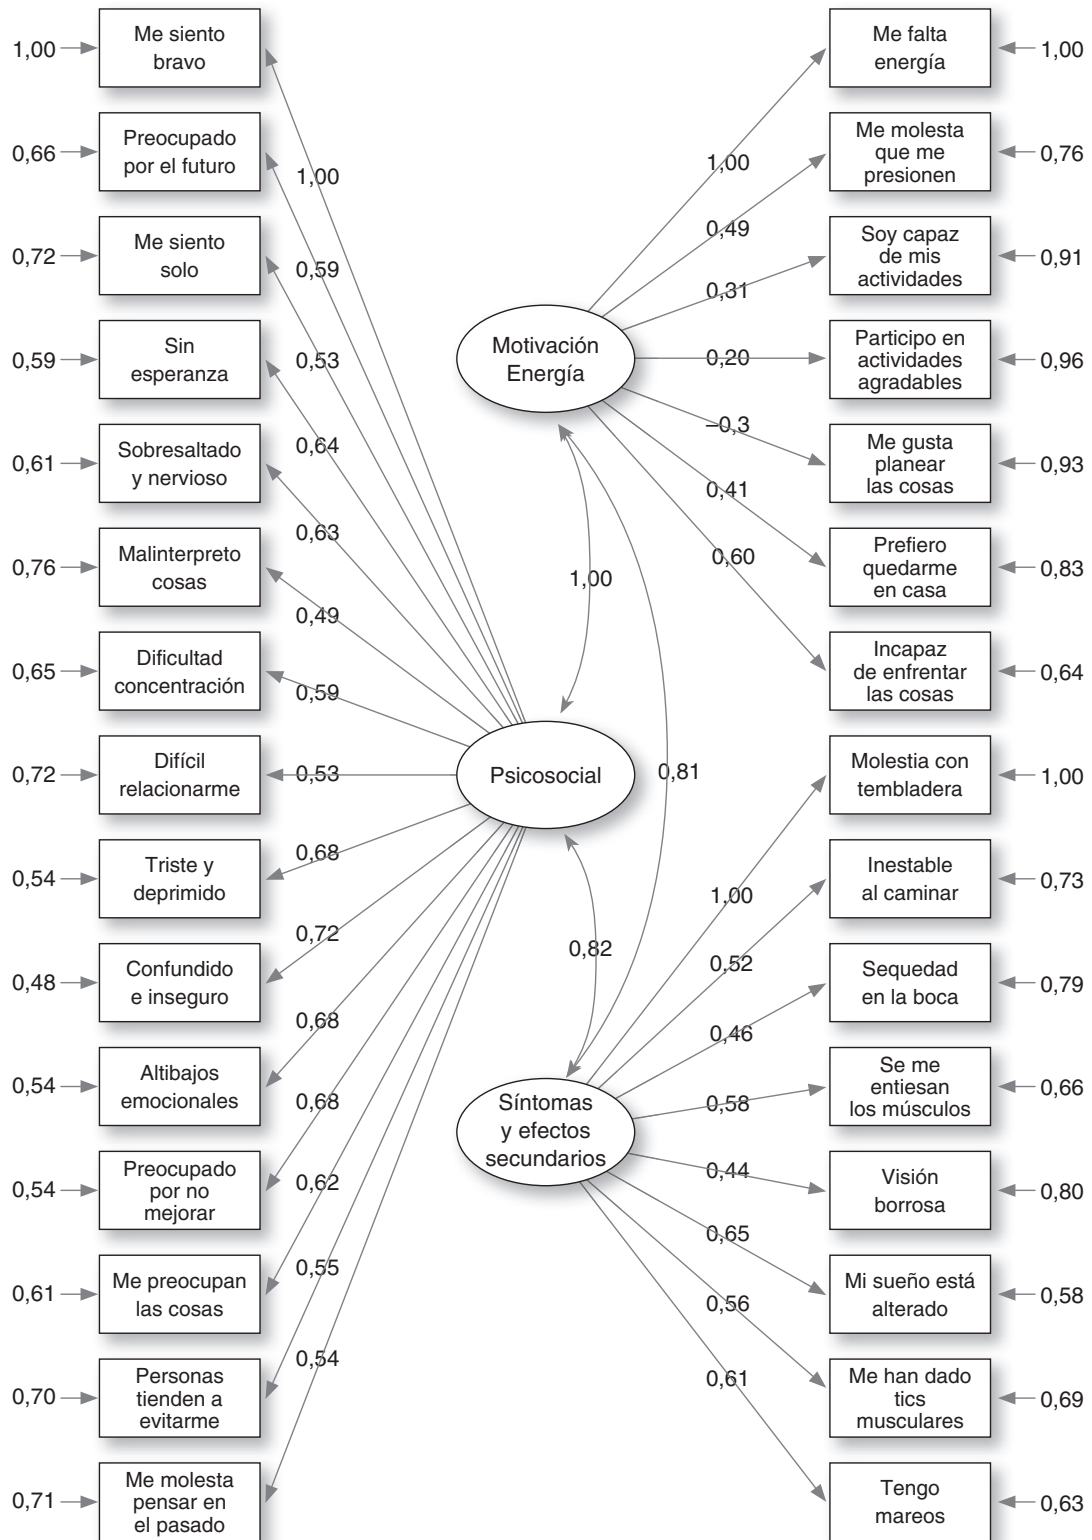 1,00
Me siento
bravo
0,66
Preocupado
por el futuro
0,72
Me siento
solo
0,59
Sin
esperanza
0,61
Sobresaltado
y nervioso
0,76
Malinterpreto
cosas
0,65
Dificultad
concentración
0,72
Difícil
relacionarme
0,54
Triste y
deprimido
0,48
Confundido
e inseguro
0,54
Altibajos
emocionales
0,54
Preocupado
por no
mejorar
0,61
Me preocupan
las cosas
0,70
Personas
tienden a
evitarme
0,71
Me molesta
pensar en
el pasado
1,00
0,59
0,53
0,64
0,63
0,49
0,59
0,53
0,68
0,72
0,68
0,68
0,62
0,55
0,54
Motivación
Energía
1,00
Psicosocial
0,81
0,82
Síntomas
y efectos
secundarios
1,00
0,49
0,31
0,20
–0,3
0,41
0,60
1,00
0,52
0,46
0,58
0,44
0,65
0,56
0,61
Me falta
energía
1,00
Me molesta
que me
presionen
0,76
Soy capaz
de mis
actividades
0,91
Participo en
actividades
agradables
0,96
Me gusta
planear
las cosas
0,93
Prefiero
quedarme
en casa
0,83
Incapaz
de enfrentar
las cosas
0,64
Molestia con
tembladera
1,00
Inestable
al caminar
0,73
Sequedad
en la boca
0,79
Se me
entiesan
los músculos
0,66
Visión
borrosa
0,80
Mi sueño está
alterado
0,58
Me han dado
tics
musculares
0,69
Tengo
mareos
0,63